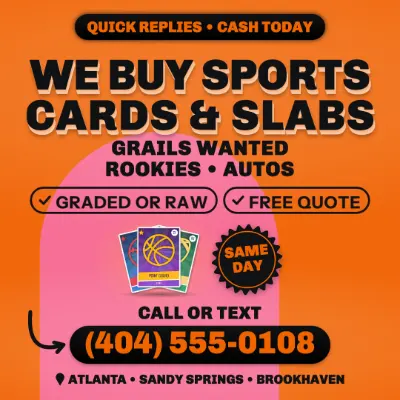 QUICK REPLIES • CASH TODAY
WE BUY SPORTS
CARDS & SLABS
GRAILS WANTED
ROOKIES • AUTOS
GRADED OR RAW
FREE QUOTE
SAME
DAY
CALL OR TEXT
(404) 555-0108
ATLANTA • SANDY SPRINGS • BROOKHAVEN